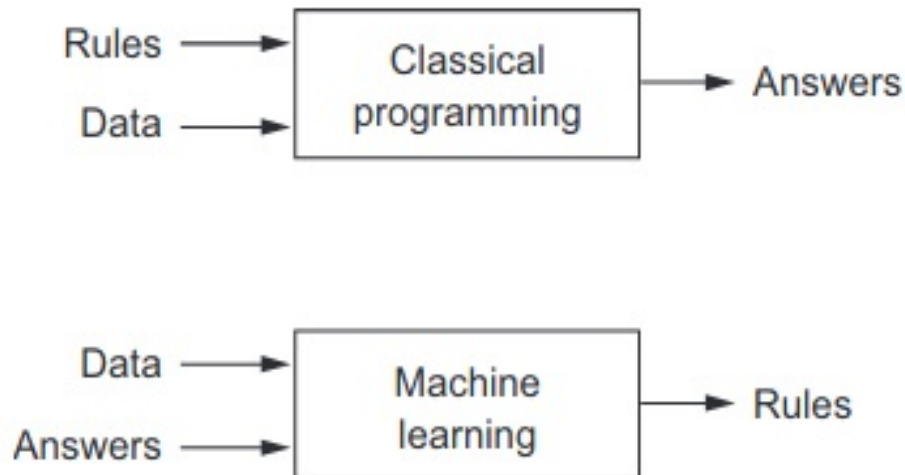 Rules
Data
Classical
programming
Answers
Data
Answers
Machine
learning
Rules